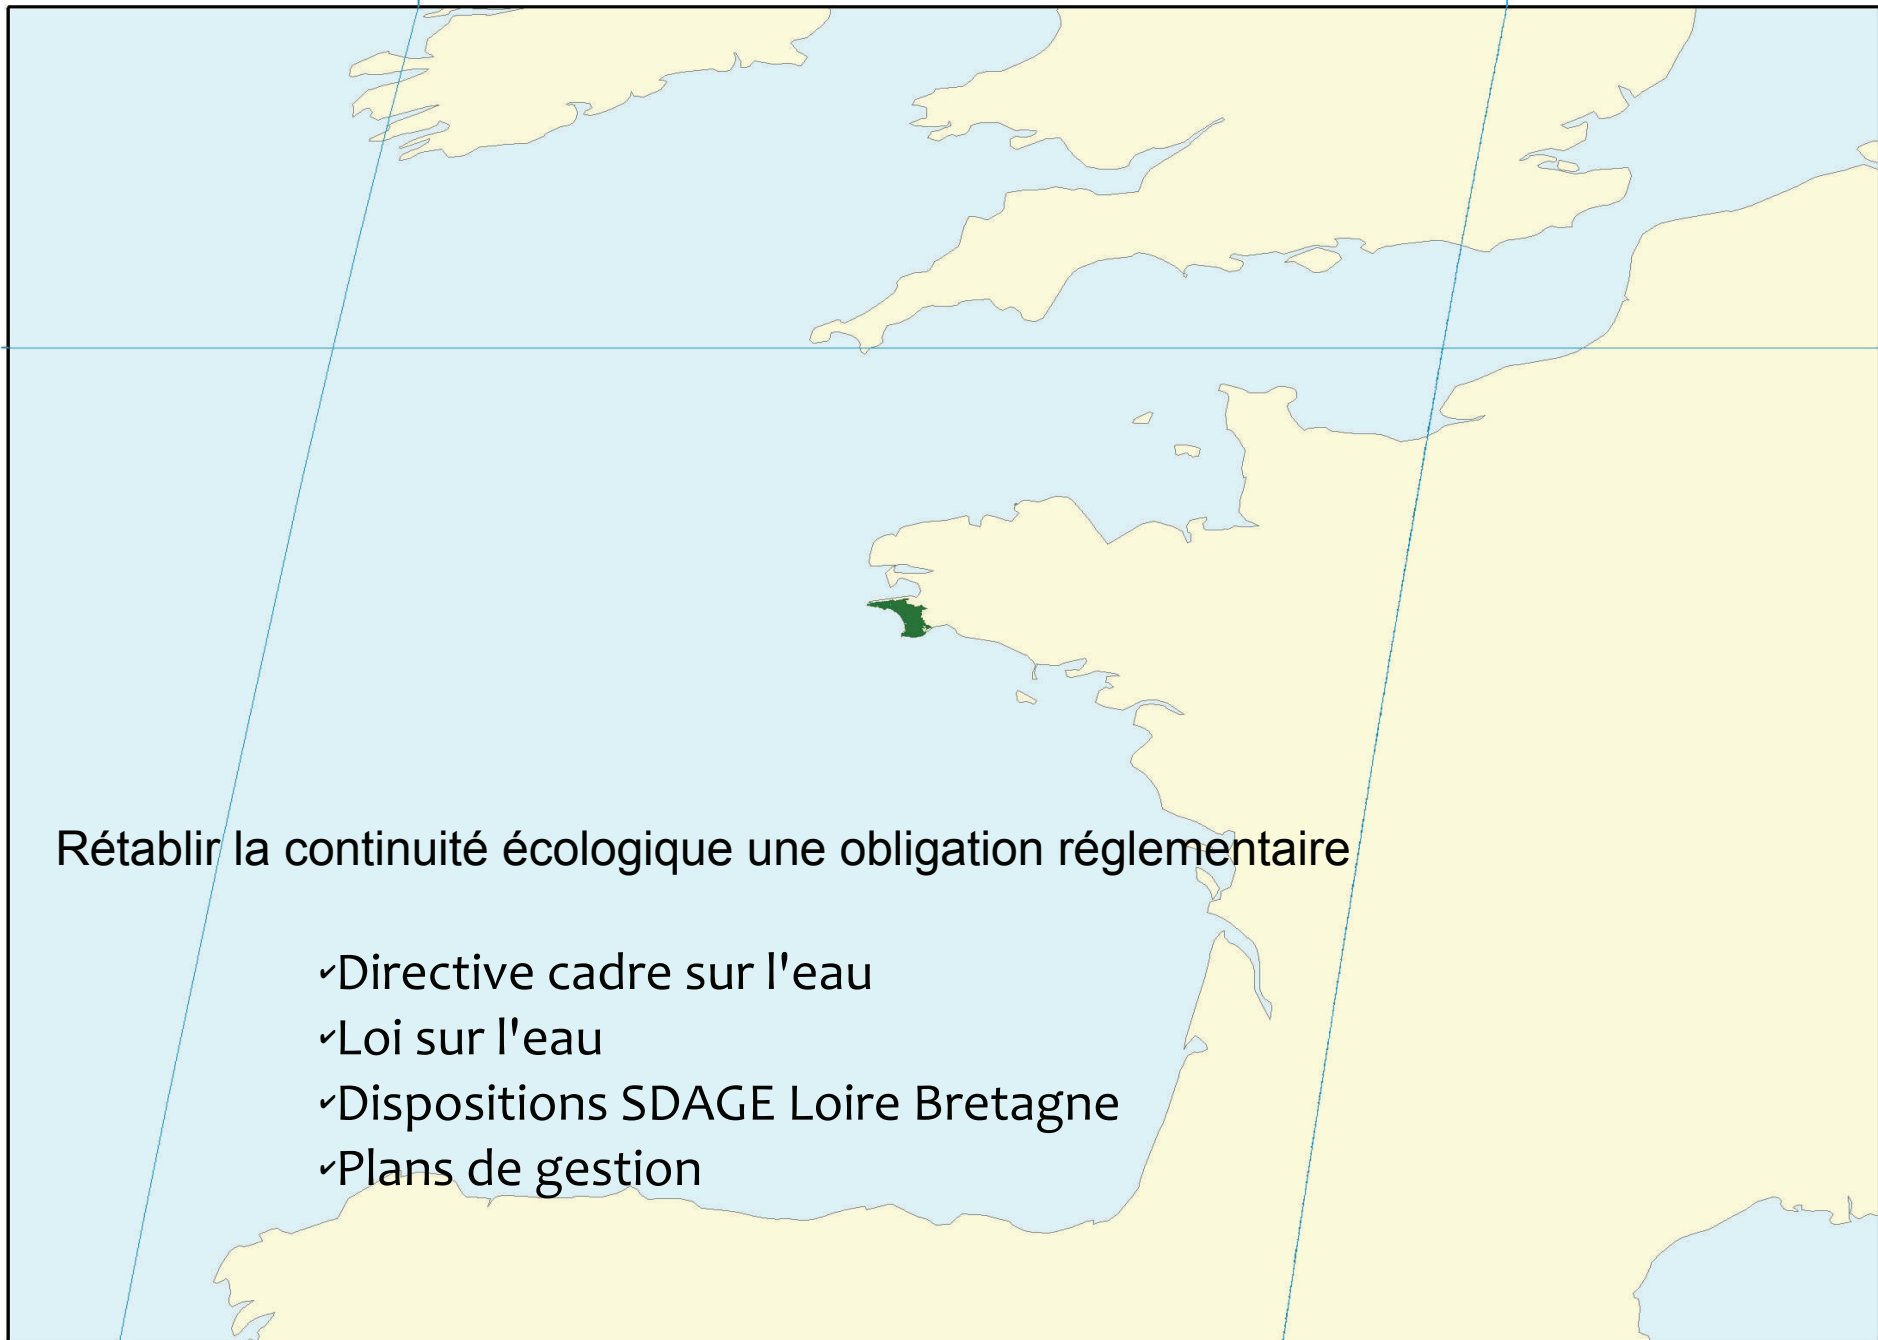 Rétablir la continuité écologique une obligation réglementaire
✔Directive cadre sur l'eau
✔Loi sur l'eau
✔Dispositions SDAGE Loire Bretagne
✔Plans de gestion